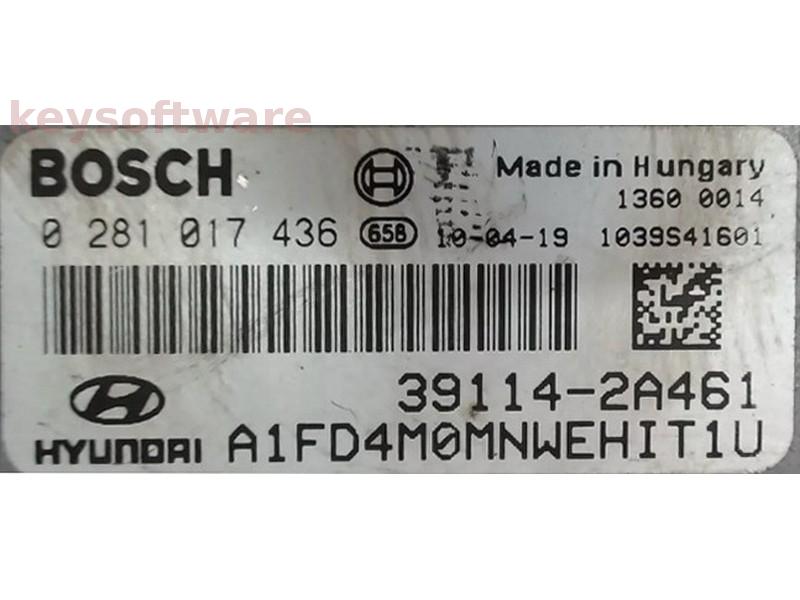 keysoftware
BOSCH
Made in Hungary
1360 0014
0 281 017 436 658 10-04-19 1039S41601
39114-2A461
HYUNDAI A1FD4M0MNWEHIT1U